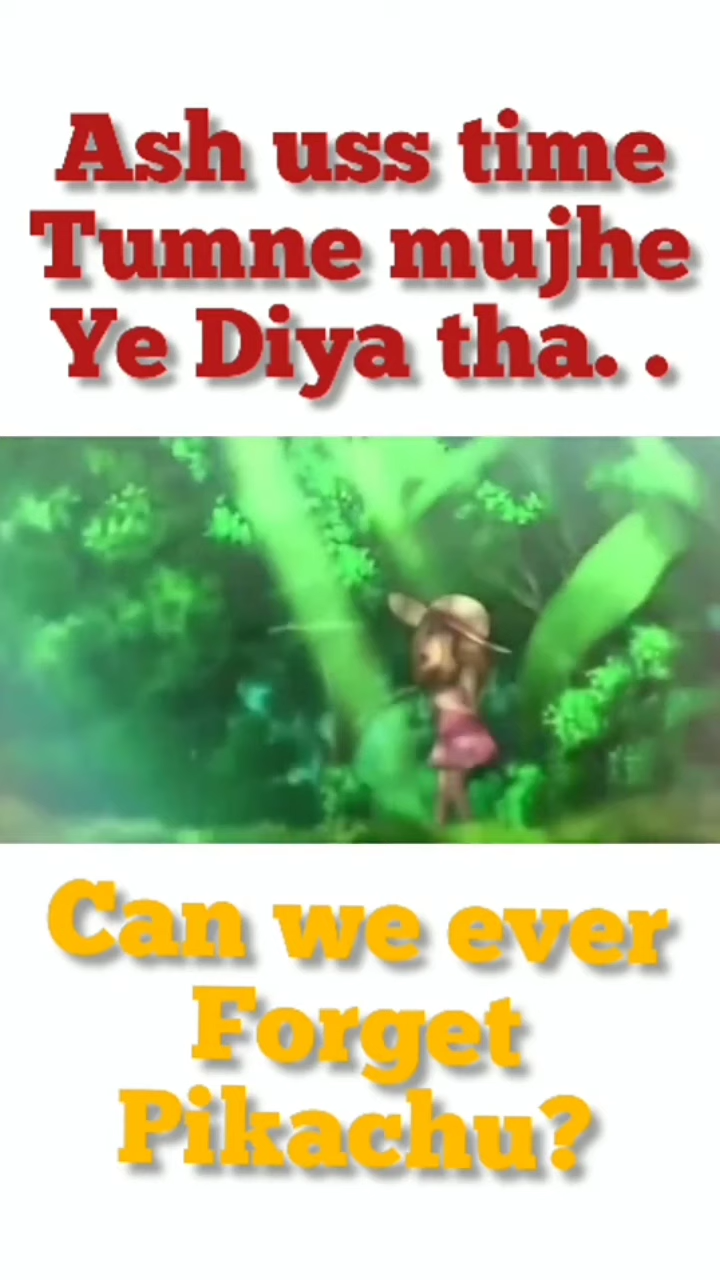 Ash uss time
Tumne mujhe
Ye Diya tha. .
Can we ever
Forget
Pikachu?